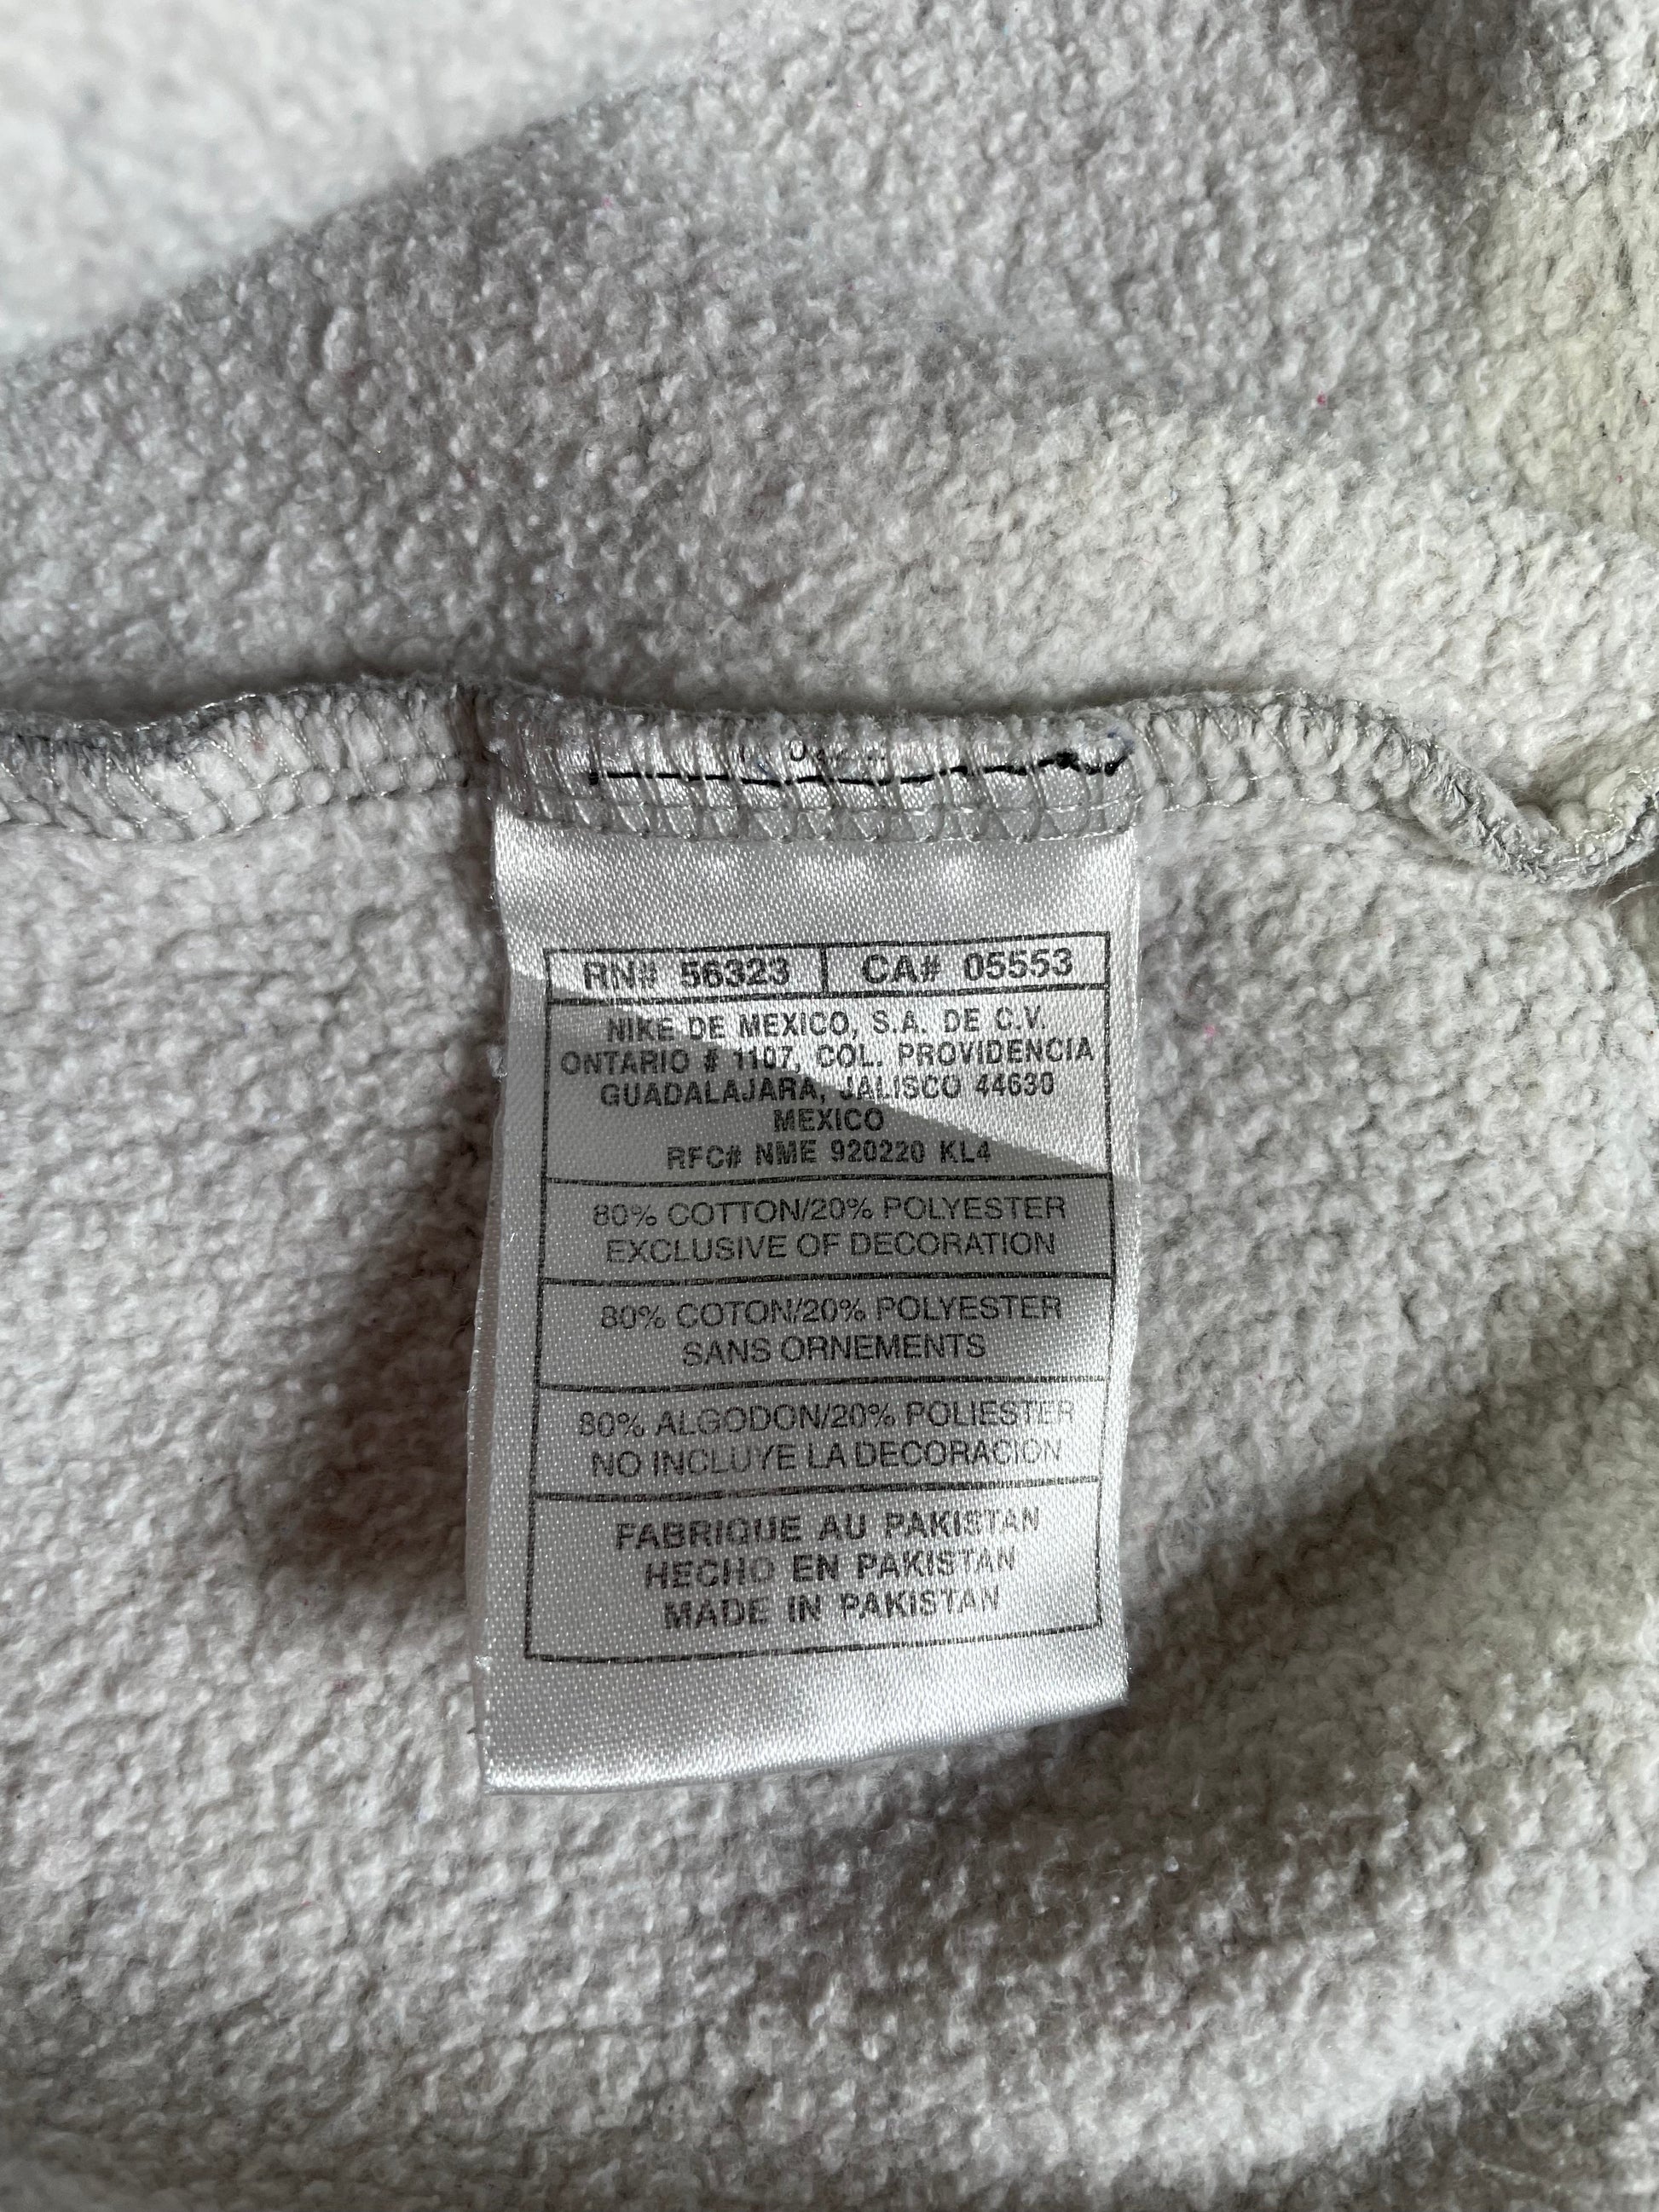 RN# 56323 CA# 05553
NIKE DE MEXICO, S.A. DE C.V.
ONTARIO # 1107, COL. PROVIDENCIA
GUADALAJARA, JALISCO 44630
MEXICO
RFC# NME 920220 KL4
80% COTTON/20% POLYESTER
EXCLUSIVE OF DECORATION
80% COTON/20% POLYESTER
SANS ORNEMENTS
80% ALGODON/20% POLIESTER
NO INCLUYE LA DECORACION
FABRIQUE AU PAKISTAN
HECHO EN PAKISTAN
MADE IN PAKISTAN